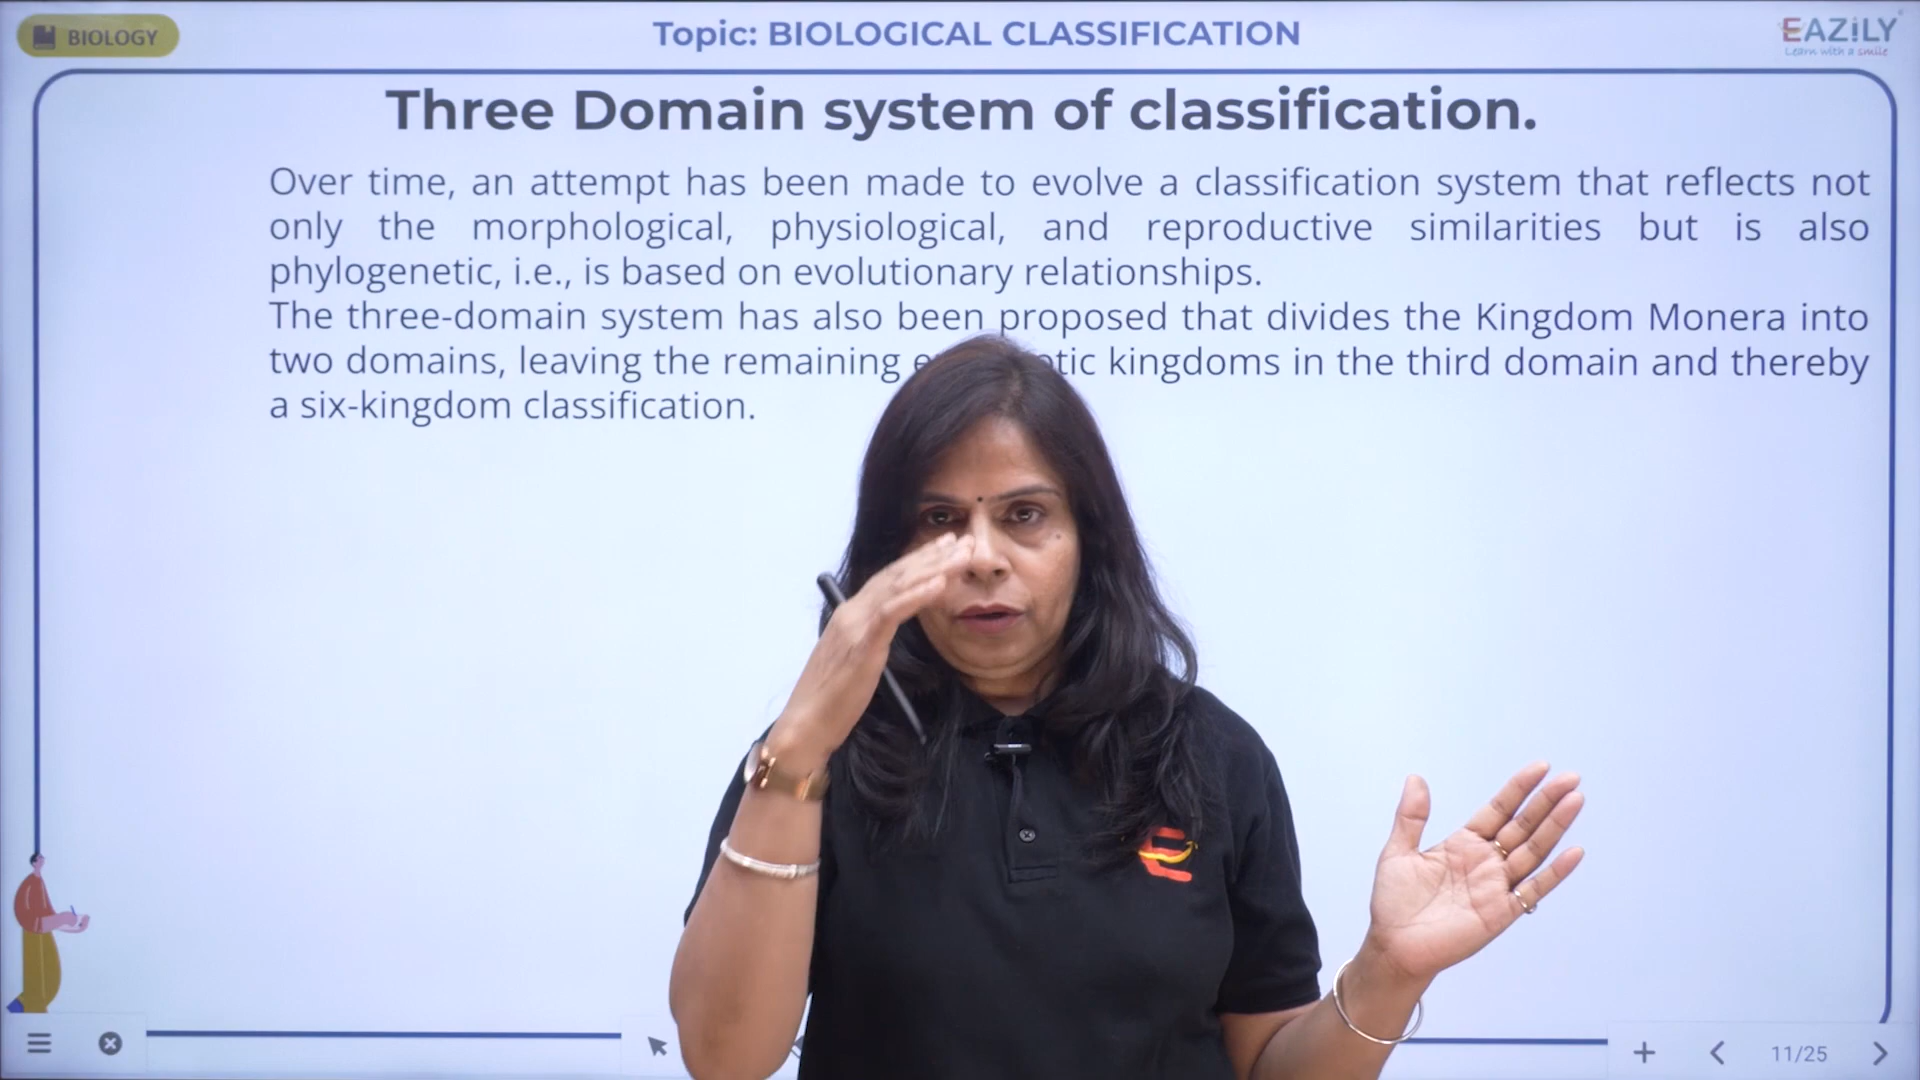 BIOLOGY
Topic: BIOLOGICAL CLASSIFICATION
EAZiLY
Learn with a smile
Three Domain system of classification.
Over time, an attempt has been made to evolve a classification system that reflects not
only the morphological, physiological, and reproductive similarities but is also
phylogenetic, i.e., is based on evolutionary relationships.
The three-domain system has also been proposed that divides the Kingdom Monera into
two domains, leaving the remaining kingdoms in the third domain and thereby
a six-kingdom classification.
E
11/25